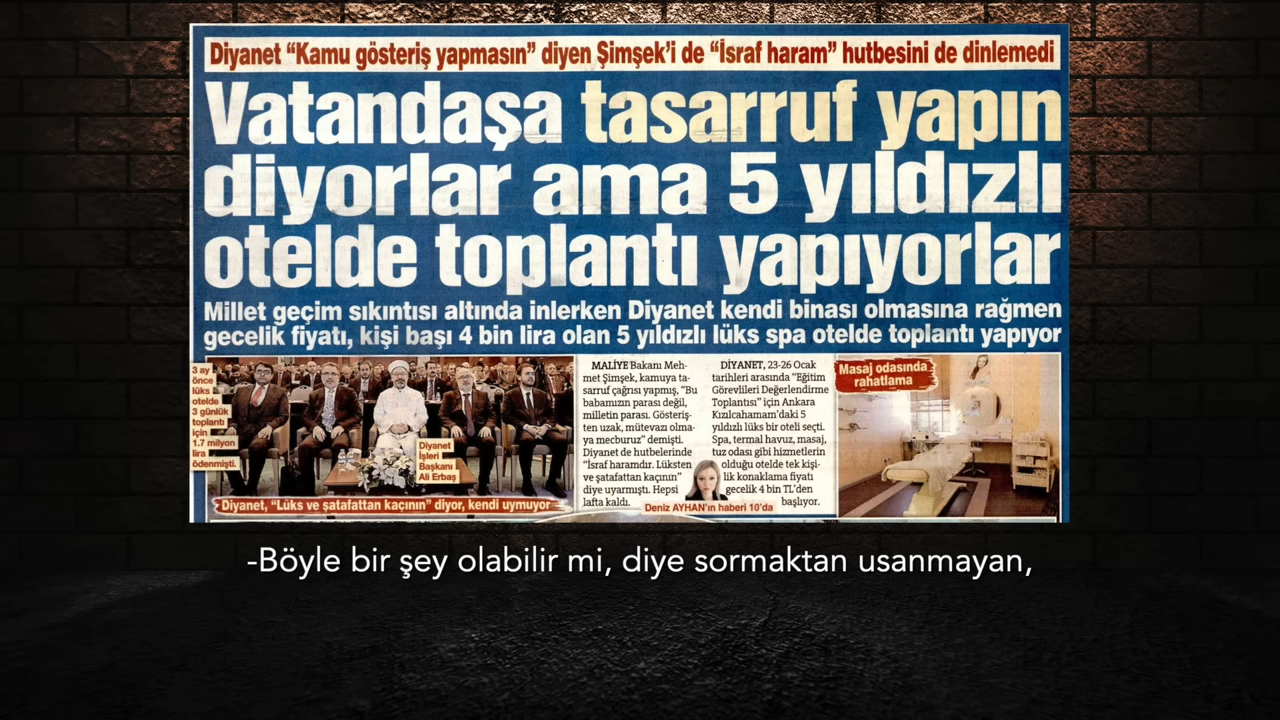 Diyanet “Kamu gösteriş yapmasın” diyen Şimşek’i de “İsraf haram” hutbesini de dinlemedi
Vatandaşa tasarruf yapın
diyorlar ama 5 yıldızlı
otelde toplantı yapıyorlar
Millet geçim sıkıntısı altında inlerken Diyanet kendi binası olmasına rağmen
gecelik fiyatı, kişi başı 4 bin lira olan 5 yıldızlı lüks spa otelde toplantı yapıyor
3 ay
önce
lüks
otelde
3 günlük
toplantı
için
1.7 milyon
lira
ödenmişti.
Diyanet
İşleri
Başkanı
Ali Erbaş
Diyanet, “Lüks ve şatafattan kaçının” diyor, kendi uymuyor
MALİYE Bakanı Meh-
met Şimşek, kamuya ta-
sarruf çağrısı yapmış, “Bu
babamızın parası değil,
milletin parası. Gösteriş-
ten uzak, mütevazı olma-
ya mecburuz” demişti.
Diyanet de hutbelerinde
“İsraf haramdır. Lüksten
ve şatafattan kaçının”
diye uyarmıştı. Hepsi
lafta kaldı.
DİYANET, 23-26 Ocak
tarihleri arasında “Eğitim
Görevlileri Değerlendirme
Toplantısı” için Ankara
Kızılcahamam’daki 5
yıldızlı lüks bir oteli seçti.
Spa, termal havuz, masaj,
tuz odası gibi hizmetlerin
olduğu otelde tek kişi-
lik konaklama fiyatı
gecelik 4 bin TL’den
başlıyor.
Deniz AYHAN’ın haberi 10’da
Masaj odasında
rahatlama
-Böyle bir şey olabilir mi, diye sormaktan usanmayan,